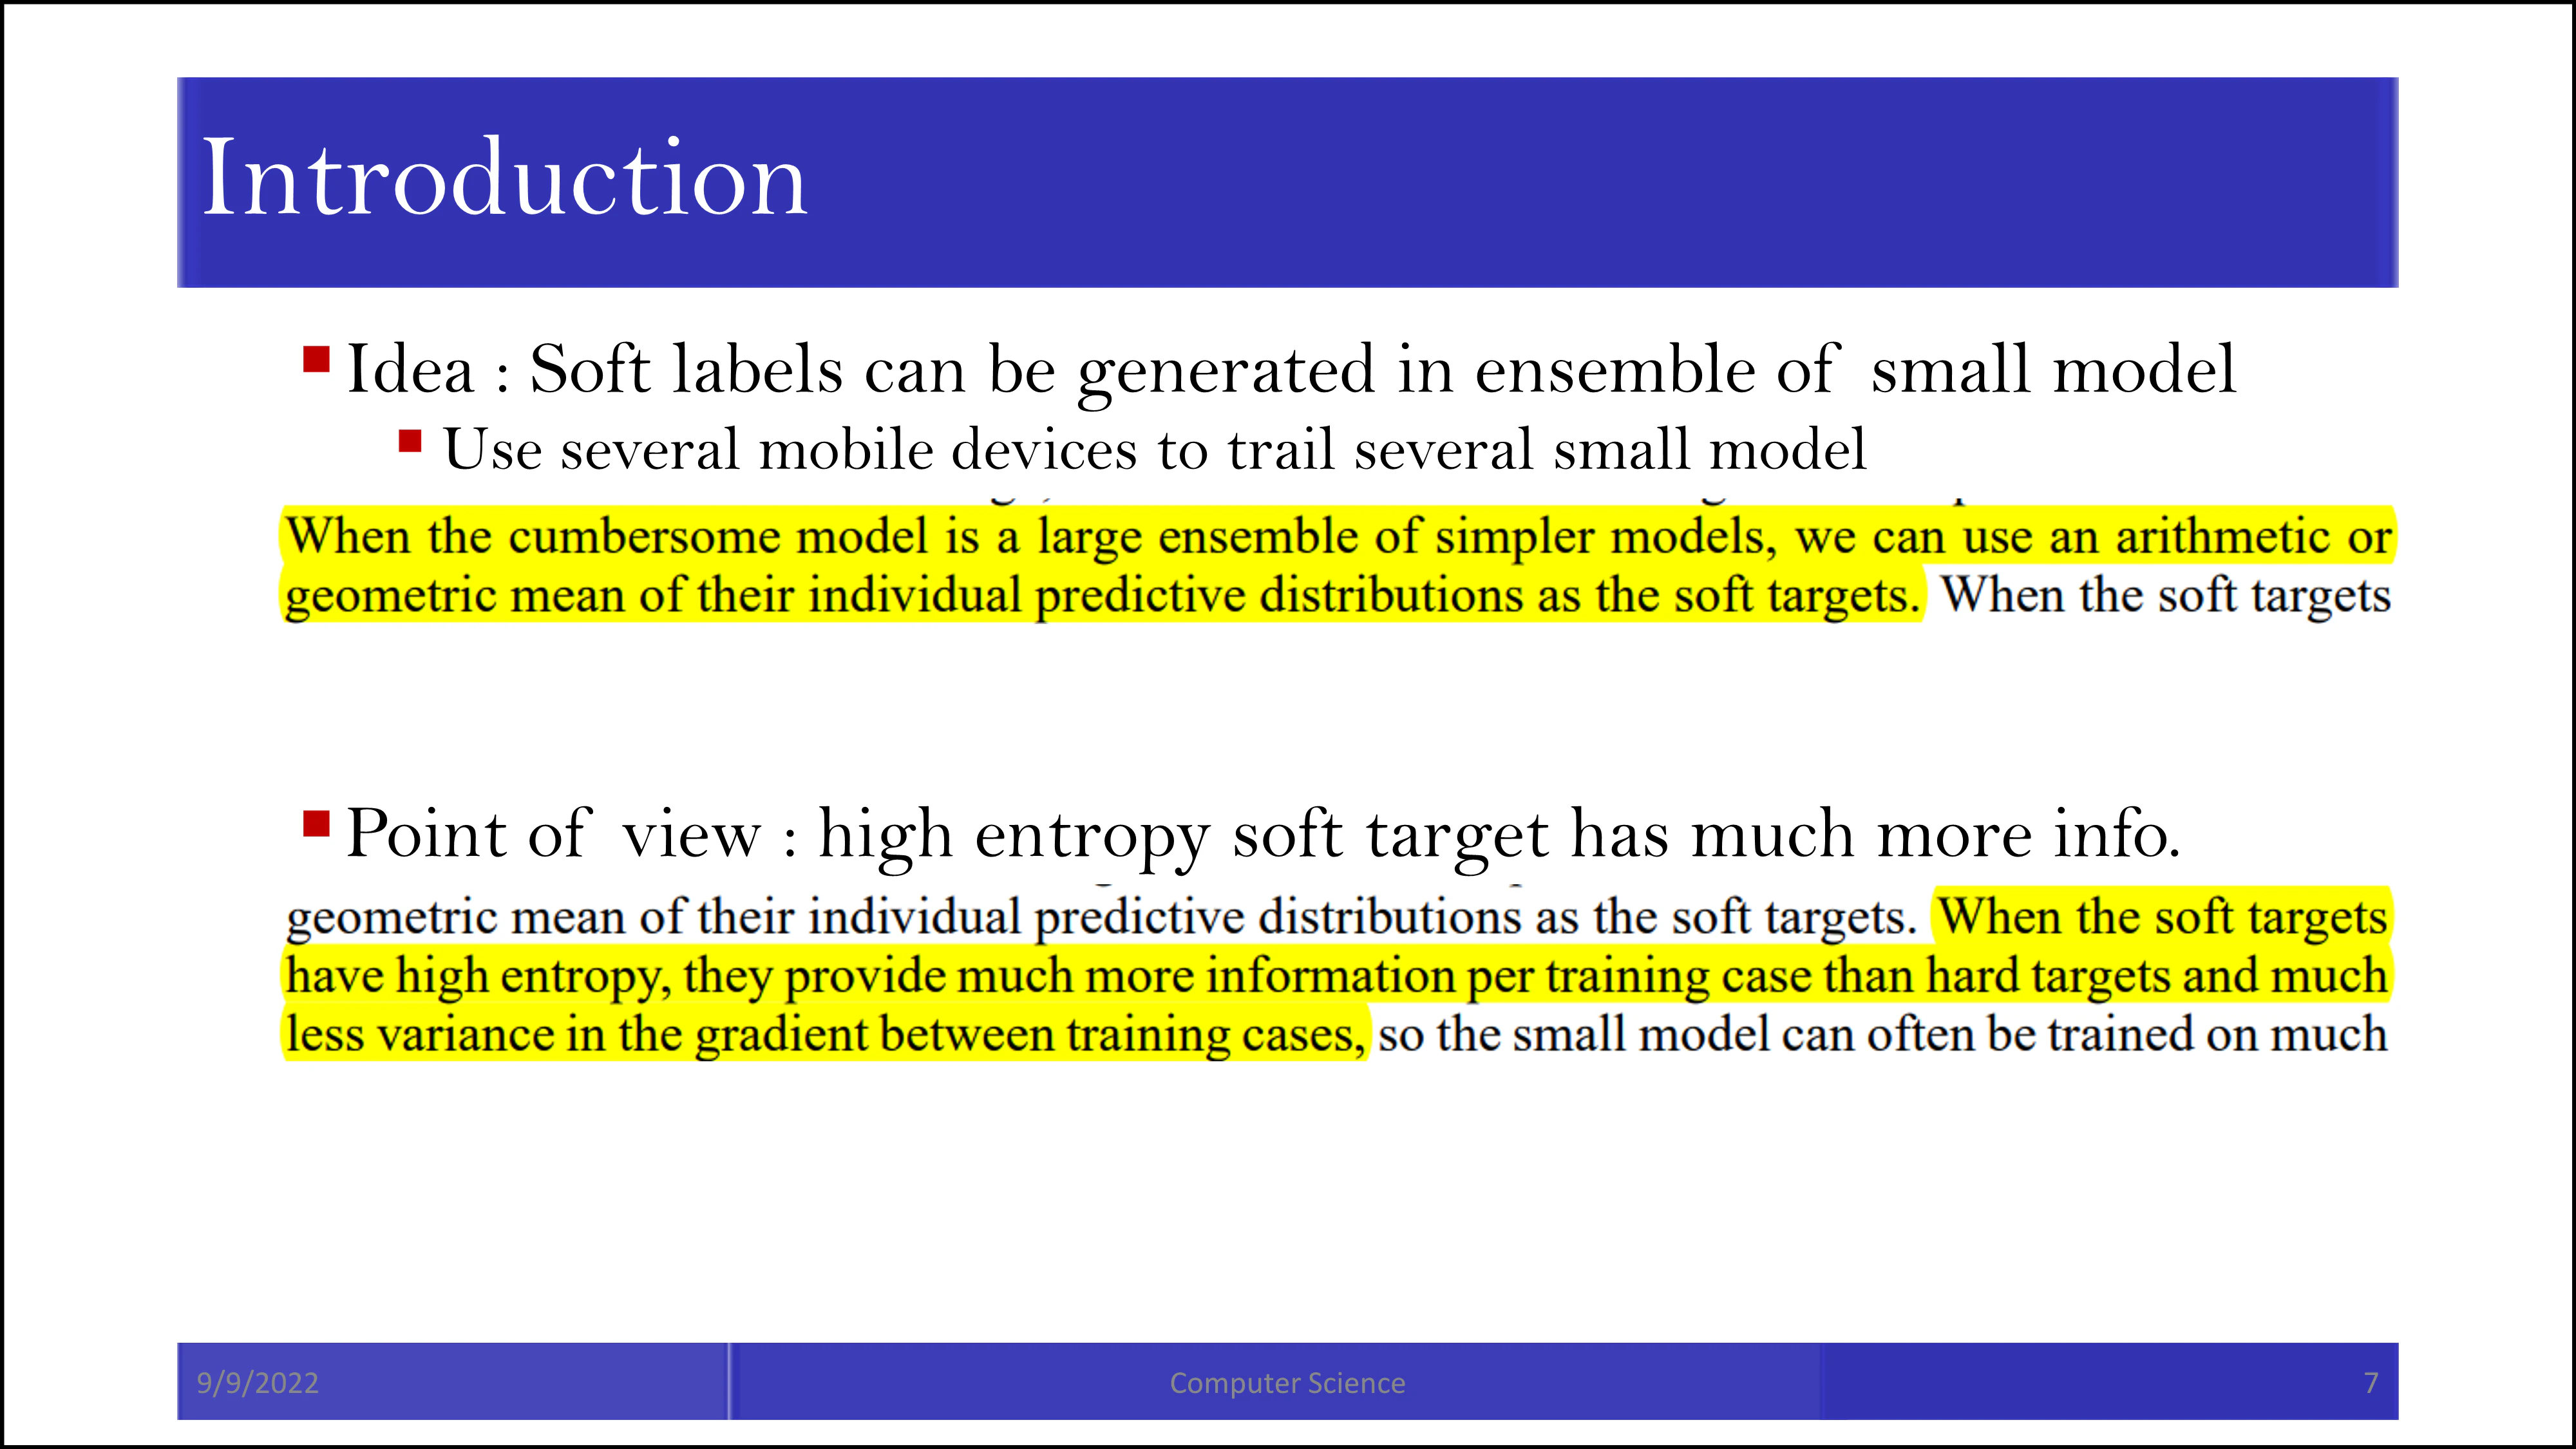 Introduction
Idea : Soft labels can be generated in ensemble of small model
Use several mobile devices to trail several small model
When the cumbersome model is a large ensemble of simpler models, we can use an arithmetic or
geometric mean of their individual predictive distributions as the soft targets. When the soft targets
Point of view : high entropy soft target has much more info.
geometric mean of their individual predictive distributions as the soft targets. When the soft targets
have high entropy, they provide much more information per training case than hard targets and much
less variance in the gradient between training cases, so the small model can often be trained on much
9/9/2022
Computer Science
7